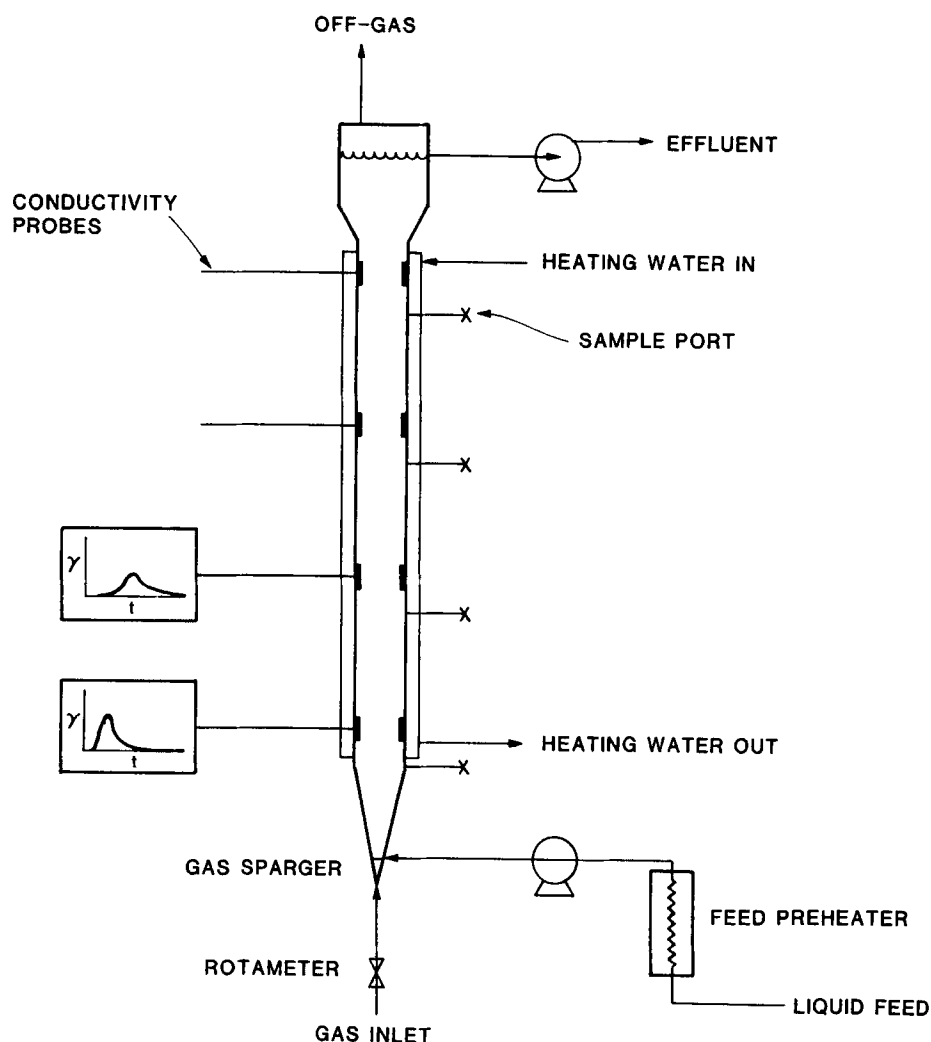 OFF-GAS
EFFLUENT
CONDUCTIVITY
PROBES
HEATING WATER IN
SAMPLE PORT
γ
t
γ
t
HEATING WATER OUT
GAS SPARGER
FEED PREHEATER
ROTAMETER
LIQUID FEED
GAS INLET